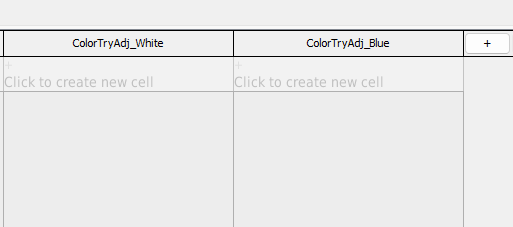 ColorTryAdj_White ColorTryAdj_Blue +
+ +
Click to create new cell Click to create new cell